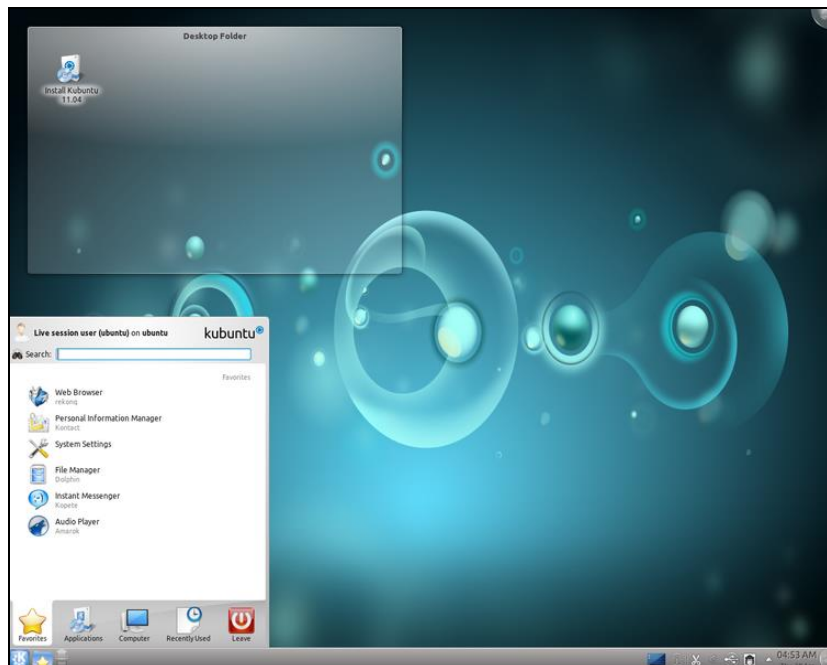 Desktop Folder
Install Kubuntu
11.04
Live session user (ubuntu) on ubuntu
kubuntu
Search:
Favorites
Web Browser
rekonq
Personal Information Manager
Kontact
System Settings
File Manager
Dolphin
Instant Messenger
Kopete
Audio Player
Amarok
Favorites
Applications
Computer
Recently Used
Leave
04:53 AM